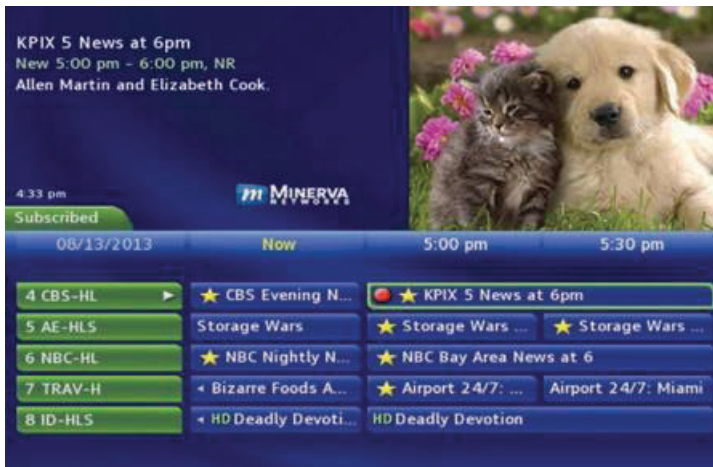 KPIX 5 News at 6pm
New 5:00 pm – 6:00 pm, NR
Allen Martin and Elizabeth Cook.
4:33 pm
m MINERVA
NETWORKS
Subscribed
08/13/2013 Now 5:00 pm 5:30 pm
4 CBS-HL CBS Evening N... KPIX 5 News at 6pm
5 AE-HLS Storage Wars Storage Wars ... Storage Wars ...
6 NBC-HL NBC Nightly N... NBC Bay Area News at 6
7 TRAV-H Bizarre Foods A... Airport 24/7: ... Airport 24/7: Miami
8 ID-HLS HD Deadly Devoti... HD Deadly Devotion